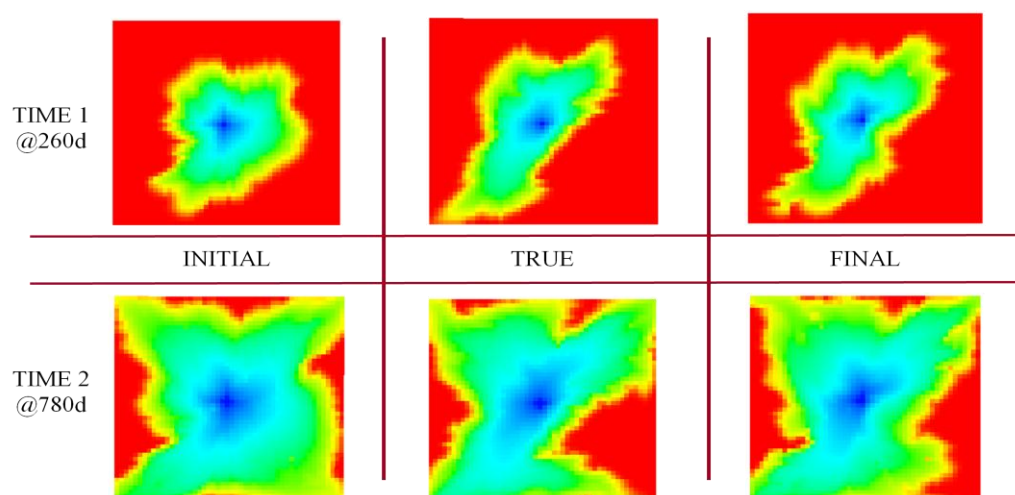 TIME 1
@260d
INITIAL
TRUE
FINAL
TIME 2
@780d